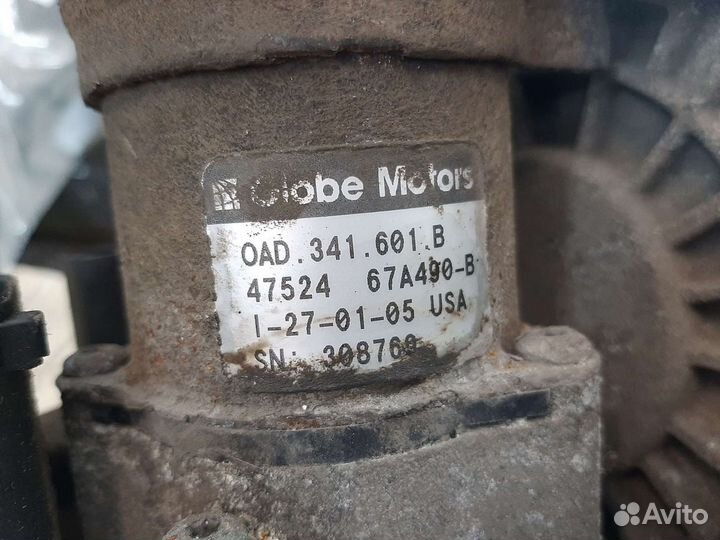 Globe Motors
OAD.341.601.B
47524 67A490-B
I-27-01-05 USA
SN: 308760
Avito